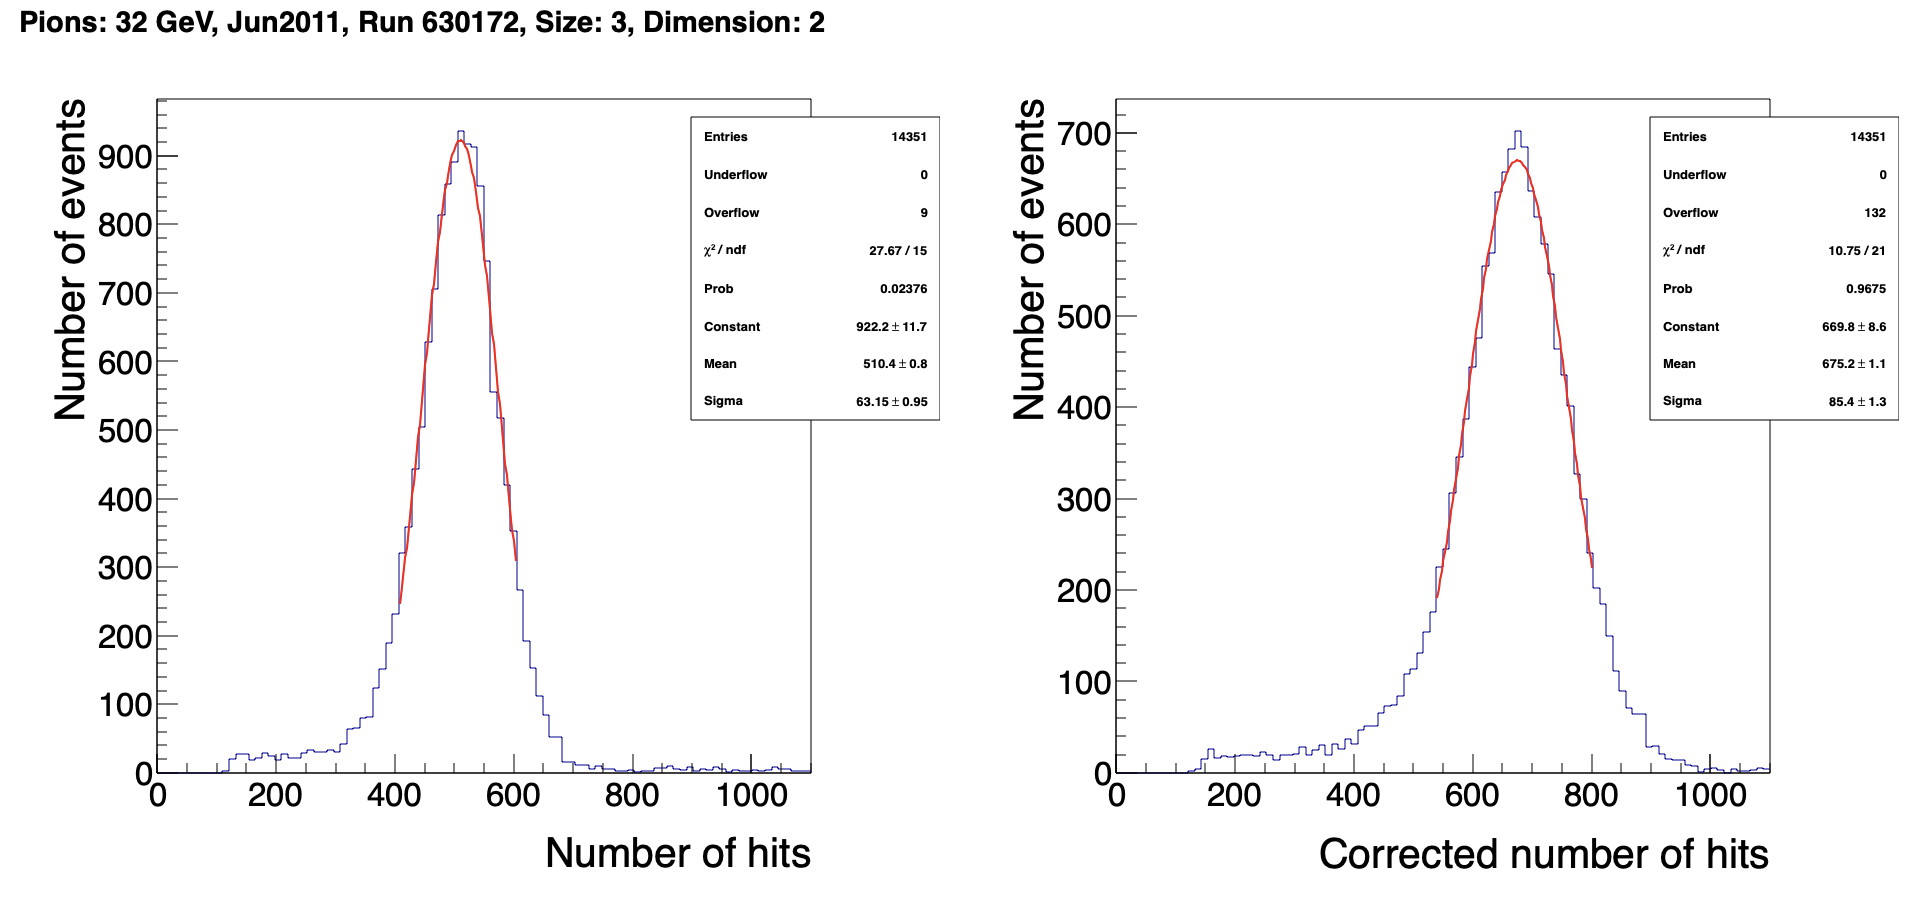 Pions: 32 GeV, Jun2011, Run 630172, Size: 3, Dimension: 2
Number of events
900
800
700
600
500
400
300
200
100
0
0 200 400 600 800 1000
Number of hits
Entries 14351
Underflow 0
Overflow 9
χ² / ndf 27.67 / 15
Prob 0.02376
Constant 922.2 ± 11.7
Mean 510.4 ± 0.8
Sigma 63.15 ± 0.95
Number of events
700
600
500
400
300
200
100
0
0 200 400 600 800 1000
Corrected number of hits
Entries 14351
Underflow 0
Overflow 132
χ² / ndf 10.75 / 21
Prob 0.9675
Constant 669.8 ± 8.6
Mean 675.2 ± 1.1
Sigma 85.4 ± 1.3